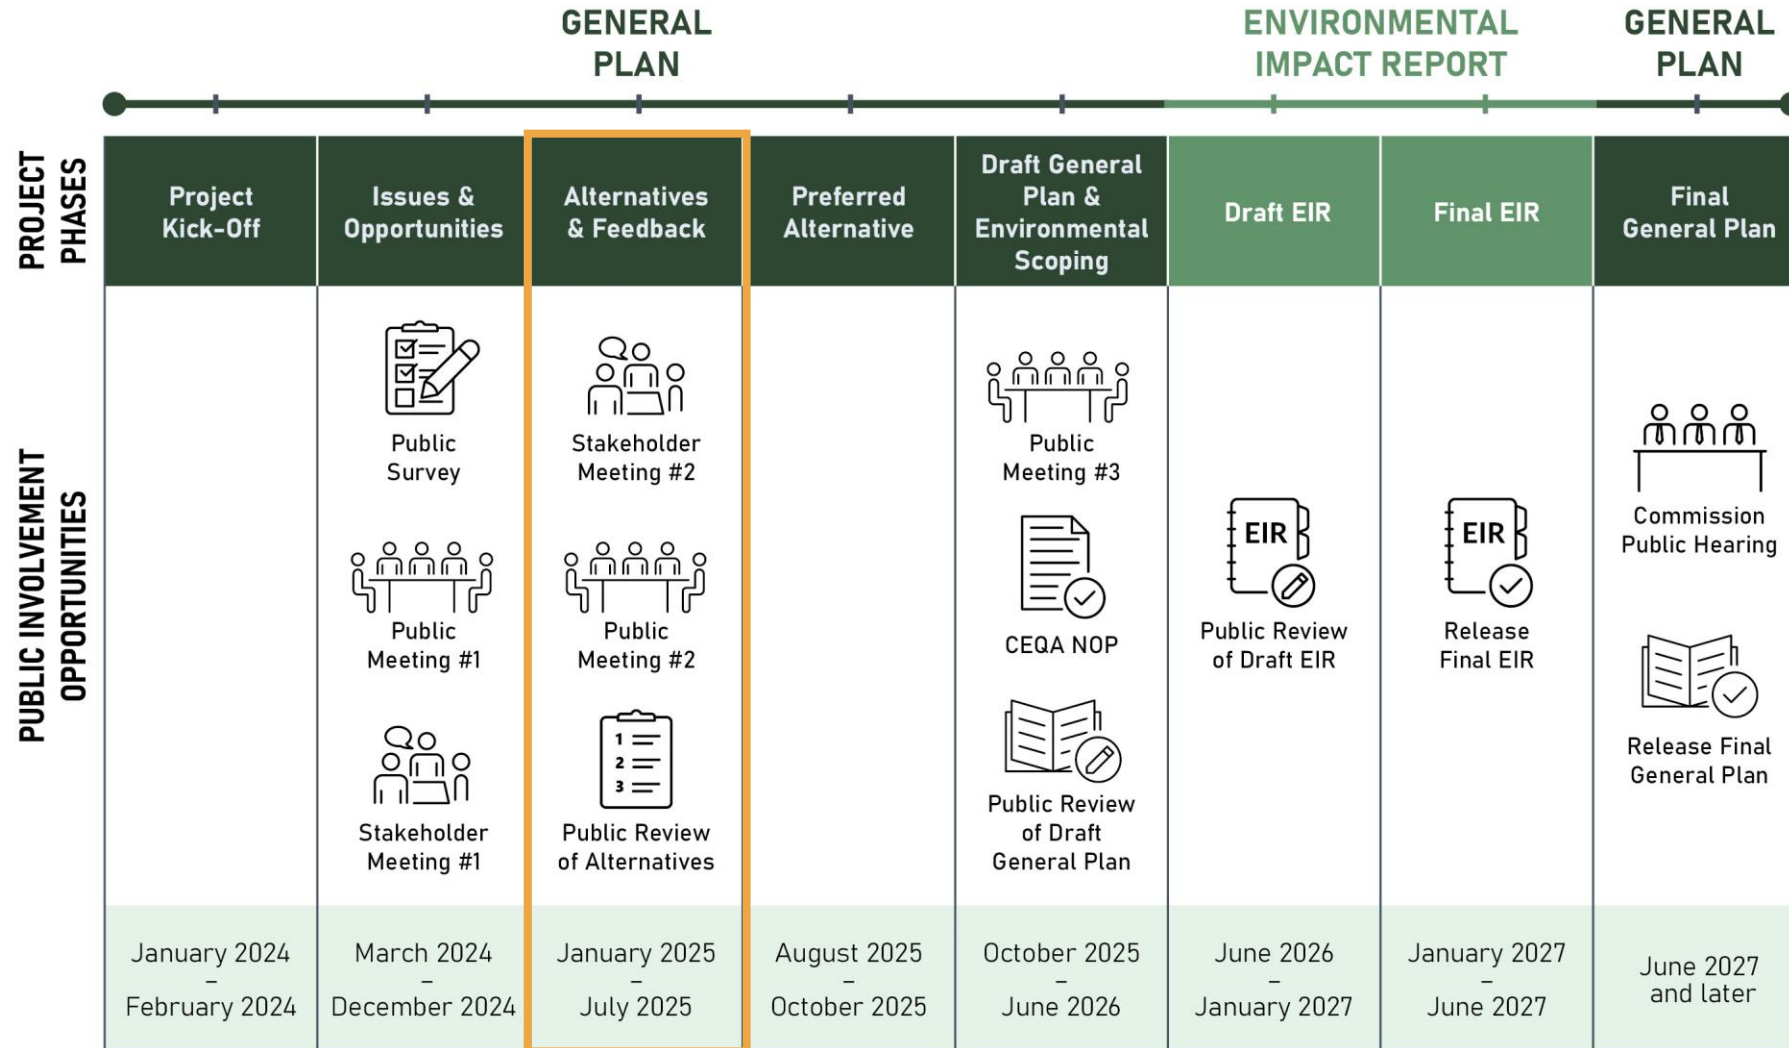 GENERAL
PLAN
ENVIRONMENTAL
IMPACT REPORT
GENERAL
PLAN
PROJECT
PHASES
Project
Kick-Off
Issues &
Opportunities
Alternatives
& Feedback
Preferred
Alternative
Draft General
Plan &
Environmental
Scoping
Draft EIR
Final EIR
Final
General Plan
PUBLIC INVOLVEMENT
OPPORTUNITIES
Public
Survey
Public
Meeting #1
Stakeholder
Meeting #1
Stakeholder
Meeting #2
Public
Meeting #2
1
2
3
Public Review
of Alternatives
Public
Meeting #3
CEQA NOP
Public Review
of Draft
General Plan
EIR
Public Review
of Draft EIR
EIR
Release
Final EIR
Commission
Public Hearing
Release Final
General Plan
January 2024
–
February 2024
March 2024
–
December 2024
January 2025
–
July 2025
August 2025
–
October 2025
October 2025
–
June 2026
June 2026
–
January 2027
January 2027
–
June 2027
June 2027
and later